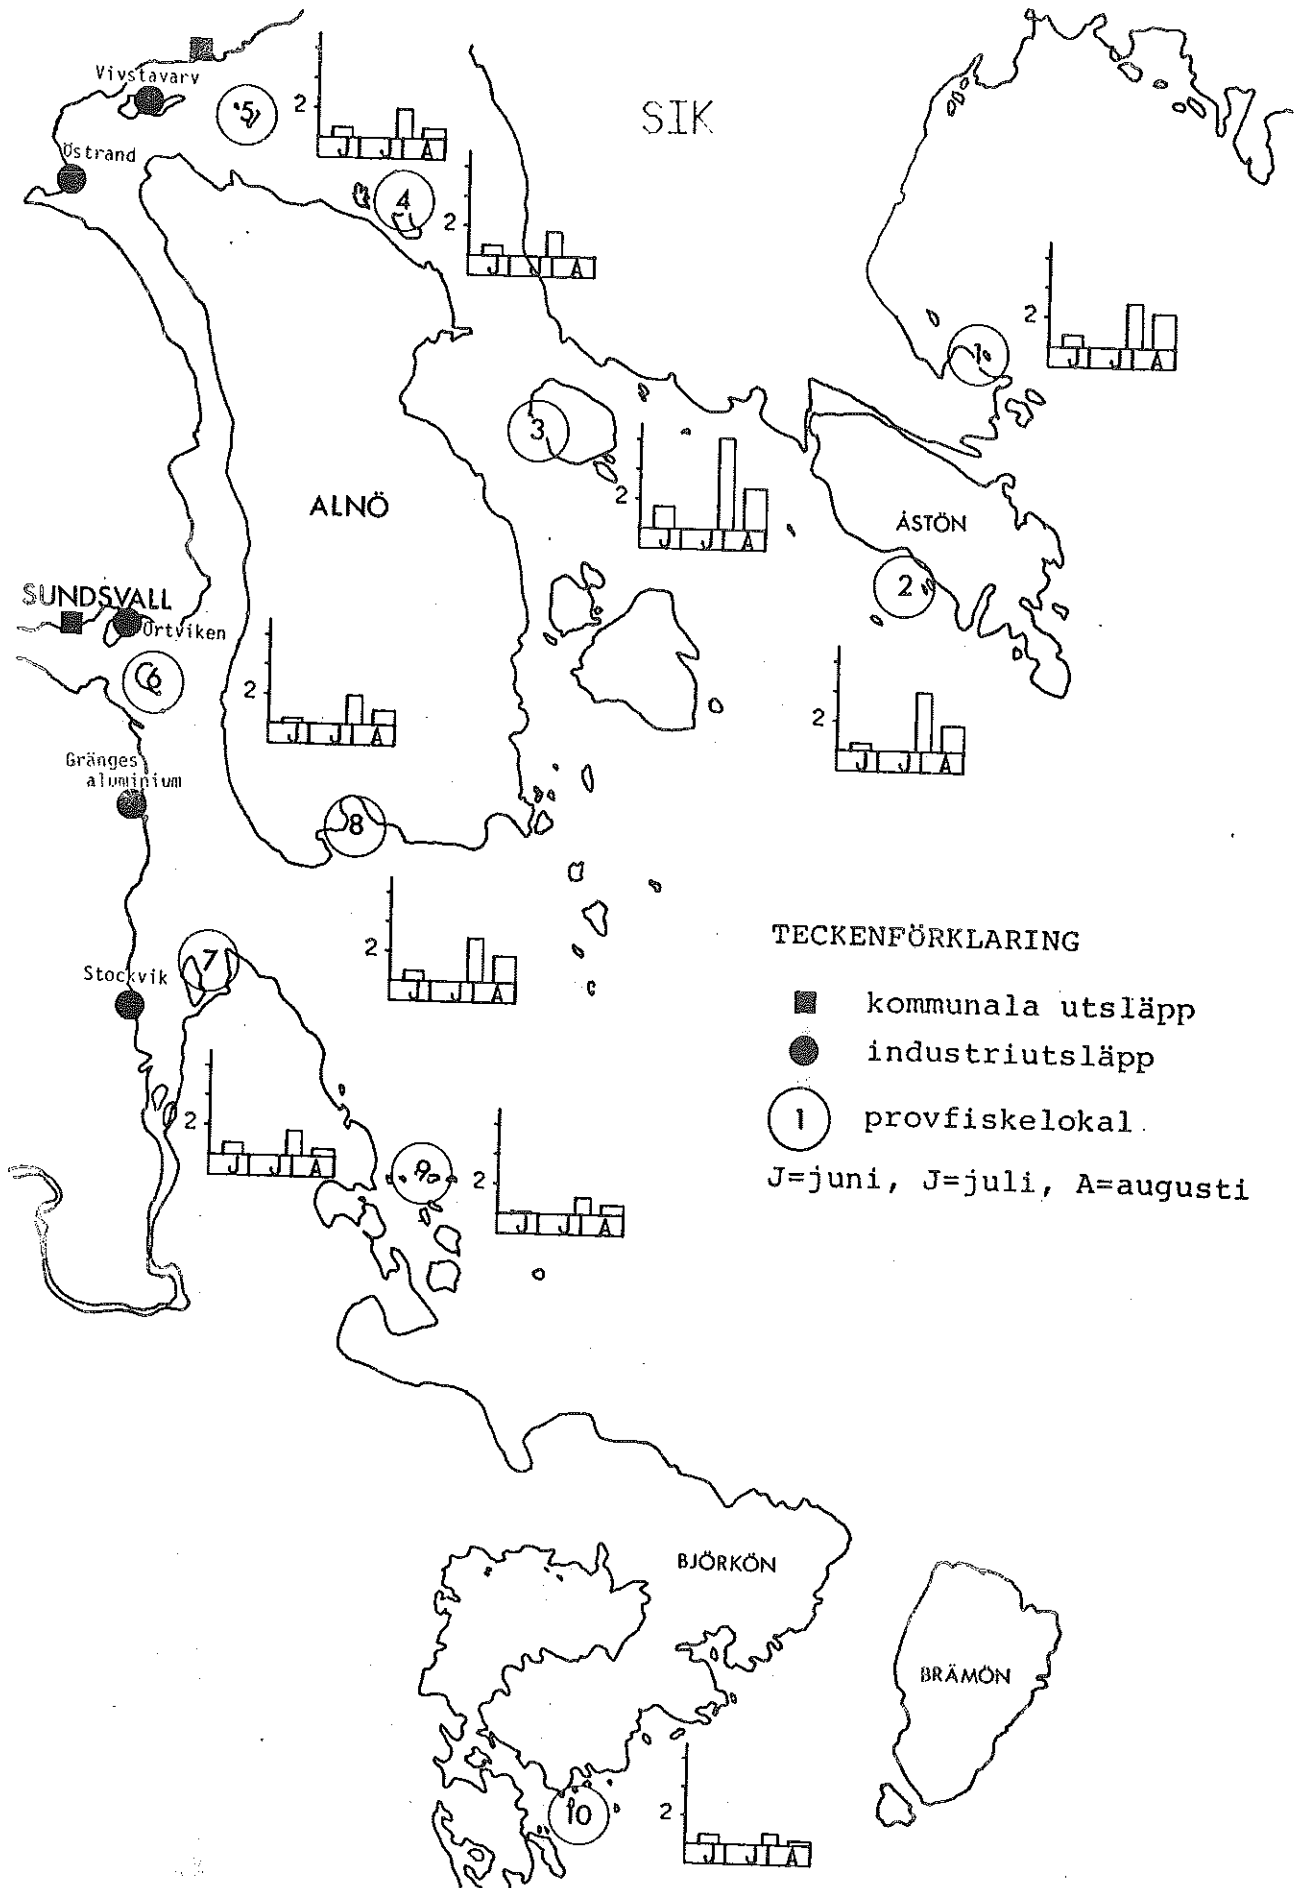 SIK
Vivstavarv
5
2
J J A
Östrand
4
2
J J A
1
2
J J A
3
2
J J A
ALNÖ
ÅSTÖN
2
2
J J A
SUNDSVALL
Ortviken
6
2
J J A
Gränges
aluminium
8
2
J J A
7
Stockvik
2
J J A
9
2
J J A
TECKENFÖRKLARING
kommunala utsläpp
industriutsläpp
1 provfiskelokal
J=juni, J=juli, A=augusti
BJÖRKÖN
BRÄMÖN
10
2
J J A